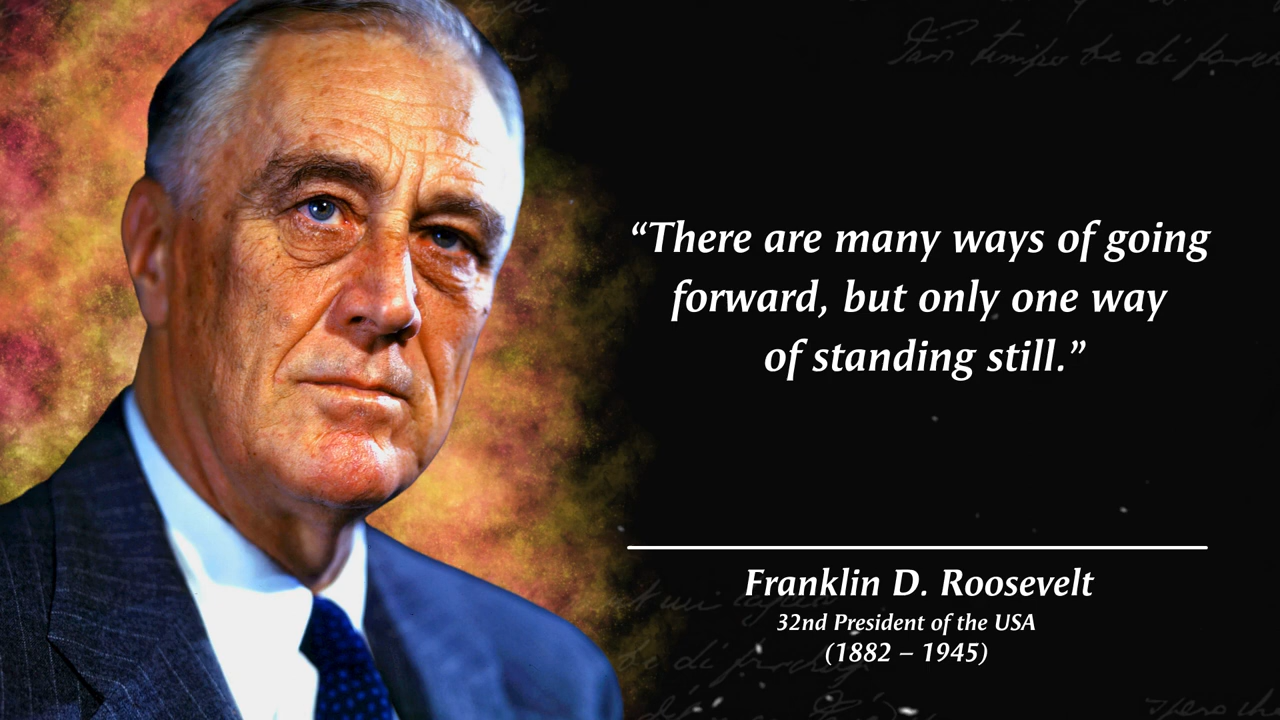 “There are many ways of going
forward, but only one way
of standing still.”
Franklin D. Roosevelt
32nd President of the USA
(1882 – 1945)